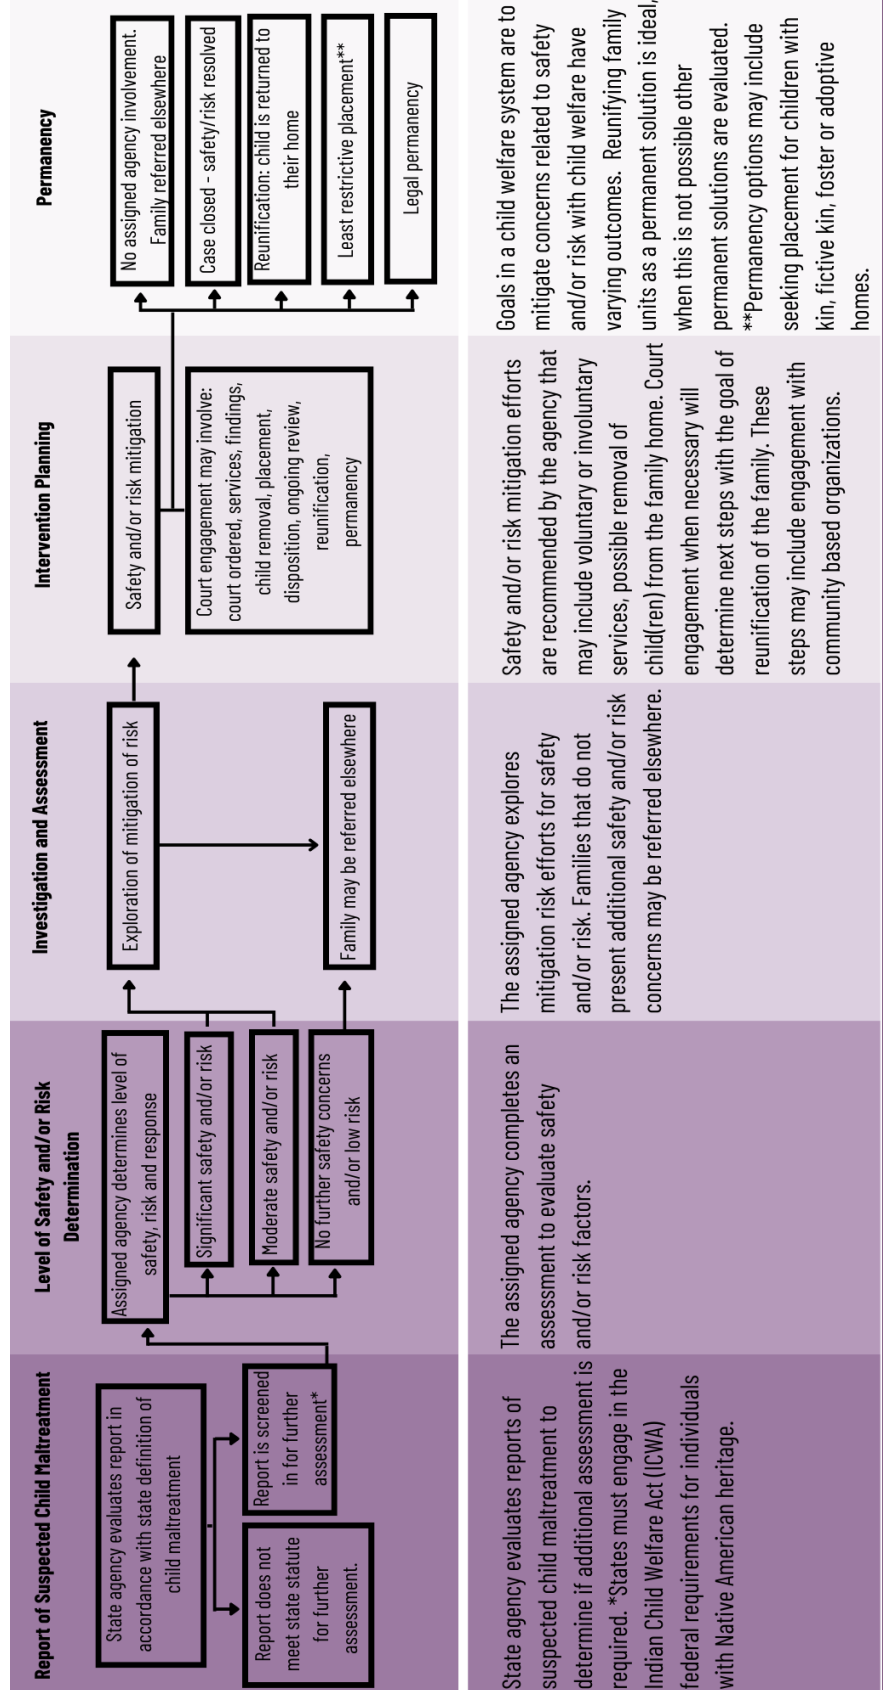 Report of Suspected Child Maltreatment
State agency evaluates report in
accordance with state definition of
child maltreatment
Report does not
meet state statute
for further
assessment.
Report is screened
in for further
assessment*
State agency evaluates reports of
suspected child maltreatment to
determine if additional assessment is
required. *States must engage in the
Indian Child Welfare Act (ICWA)
federal requirements for individuals
with Native American heritage.
Level of Safety and/or Risk
Determination
Assigned agency determines level of
safety, risk and response
Significant safety and/or risk
Moderate safety and/or risk
No further safety concerns
and/or low risk
The assigned agency completes an
assessment to evaluate safety
and/or risk factors.
Investigation and Assessment
Exploration of mitigation of risk
Family may be referred elsewhere
The assigned agency explores
mitigation risk efforts for safety
and/or risk. Families that do not
present additional safety and/or risk
concerns may be referred elsewhere.
Intervention Planning
Safety and/or risk mitigation
Court engagement may involve:
court ordered, services, findings,
child removal, placement,
disposition, ongoing review,
reunification,
permanency
Safety and/or risk mitigation efforts
are recommended by the agency that
may include voluntary or involuntary
services, possible removal of
child(ren) from the family home. Court
engagement when necessary will
determine next steps with the goal of
reunification of the family. These
steps may include engagement with
community based organizations.
Permanency
No assigned agency involvement.
Family referred elsewhere
Case closed - safety/risk resolved
Reunification: child is returned to
their home
Least restrictive placement**
Legal permanency
Goals in a child welfare system are to
mitigate concerns related to safety
and/or risk with child welfare have
varying outcomes. Reunifying family
units as a permanent solution is ideal,
when this is not possible other
permanent solutions are evaluated.
**Permanency options may include
seeking placement for children with
kin, fictive kin, foster or adoptive
homes.